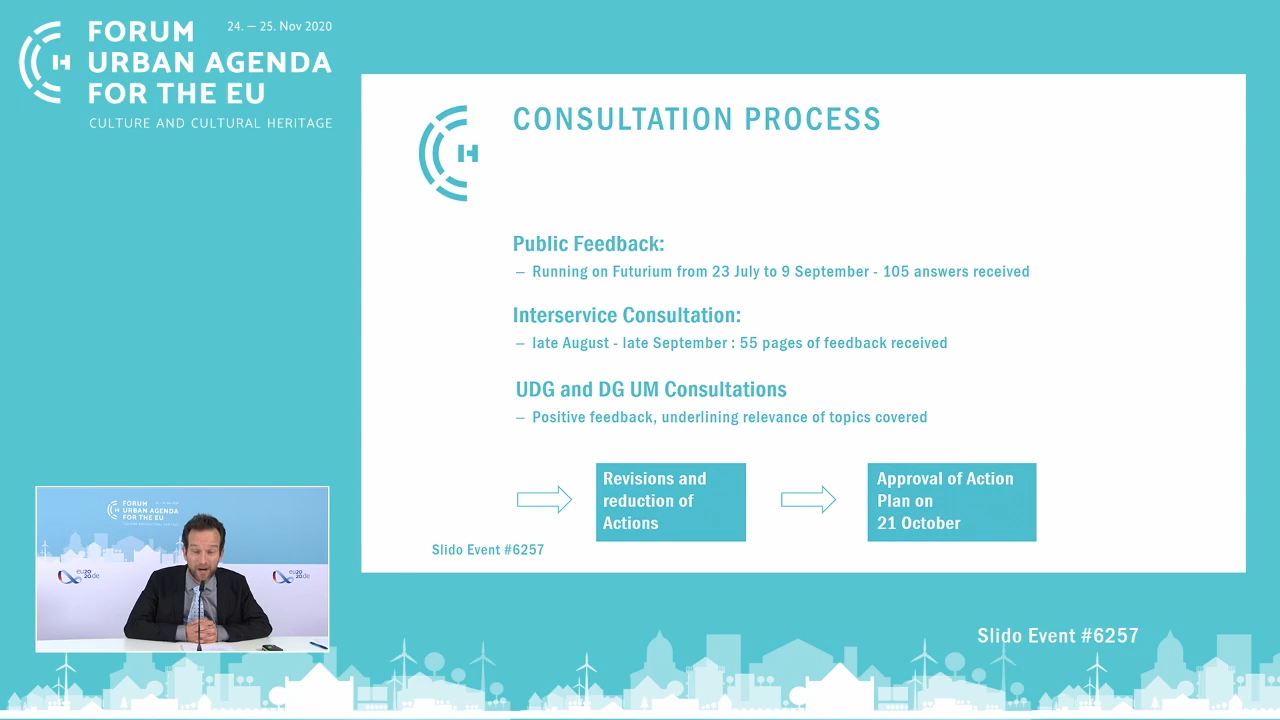 24. – 25. Nov 2020
FORUM
URBAN AGENDA
FOR THE EU
CULTURE AND CULTURAL HERITAGE
CONSULTATION PROCESS
Public Feedback:
– Running on Futurium from 23 July to 9 September - 105 answers received
Interservice Consultation:
– late August - late September : 55 pages of feedback received
UDG and DG UM Consultations
– Positive feedback, underlining relevance of topics covered
Revisions and
reduction of
Actions
Approval of Action
Plan on
21 October
Slido Event #6257
FORUM
URBAN AGENDA
FOR THE EU
eu2020.de
eu2020.de
Slido Event #6257